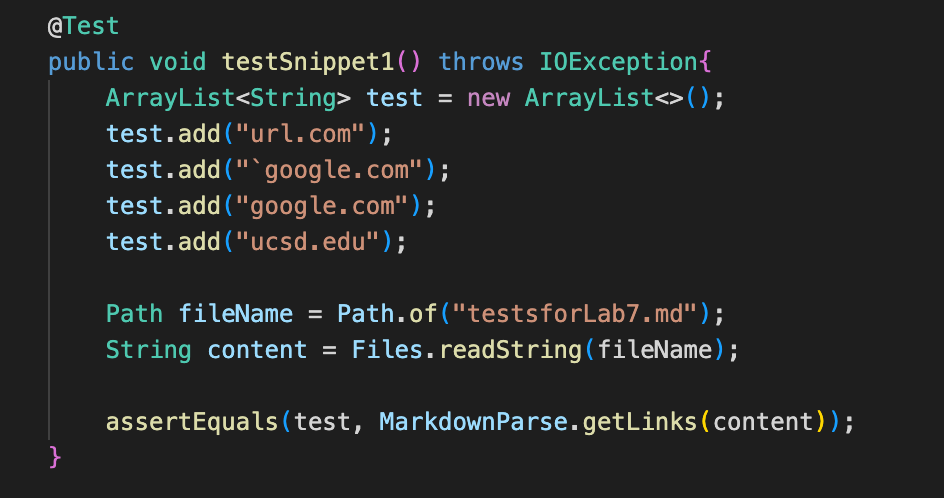 @Test
public void testSnippet1() throws IOException{
    ArrayList<String> test = new ArrayList<>();
    test.add("url.com");
    test.add("`google.com");
    test.add("google.com");
    test.add("ucsd.edu");

    Path fileName = Path.of("testsforLab7.md");
    String content = Files.readString(fileName);

    assertEquals(test, MarkdownParse.getLinks(content));
}